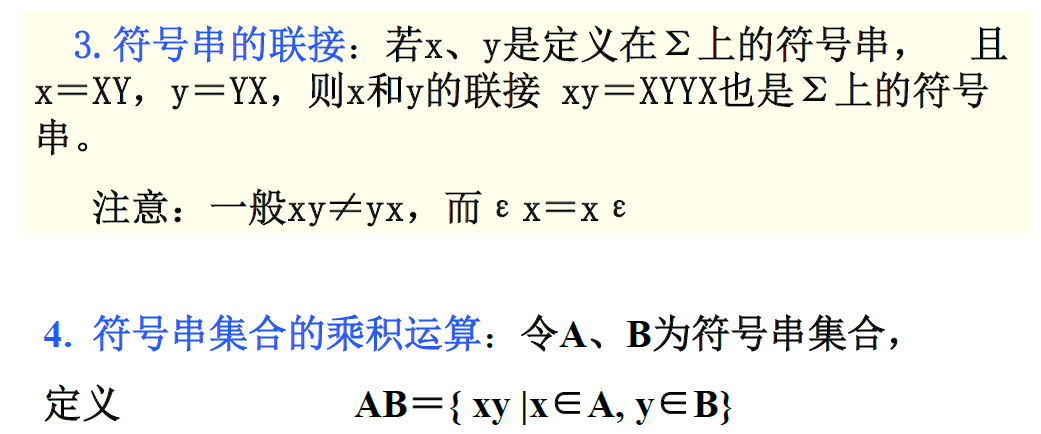 3. 符号串的联接：若x、y是定义在Σ上的符号串， 且
x＝XY，y＝YX，则x和y的联接 xy＝XYYX也是Σ上的符号
串。
注意：一般xy≠yx，而εx＝xε
4. 符号串集合的乘积运算：令A、B为符号串集合，
定义 AB＝{ xy |x∈A, y∈B}